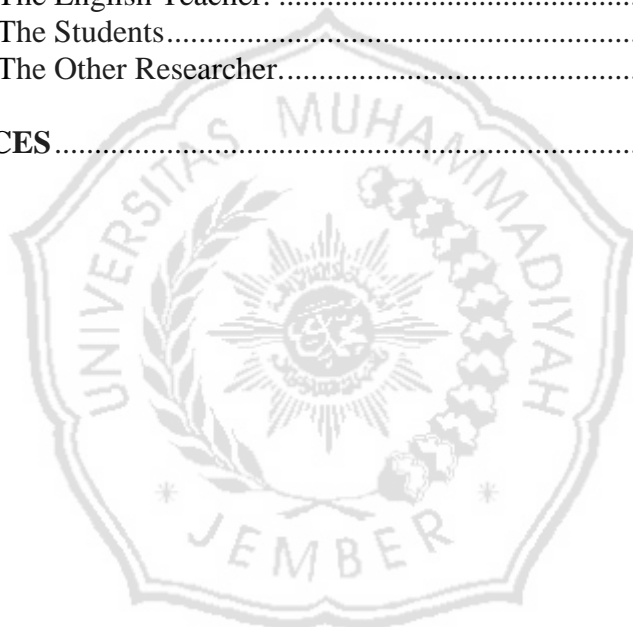 The English Teacher. ..........................................................
The Students..........................................................................
The Other Researcher...........................................................
CES.........................................................................................
UNIVERSITAS MUHAMMADIYAH
* JEMBER *